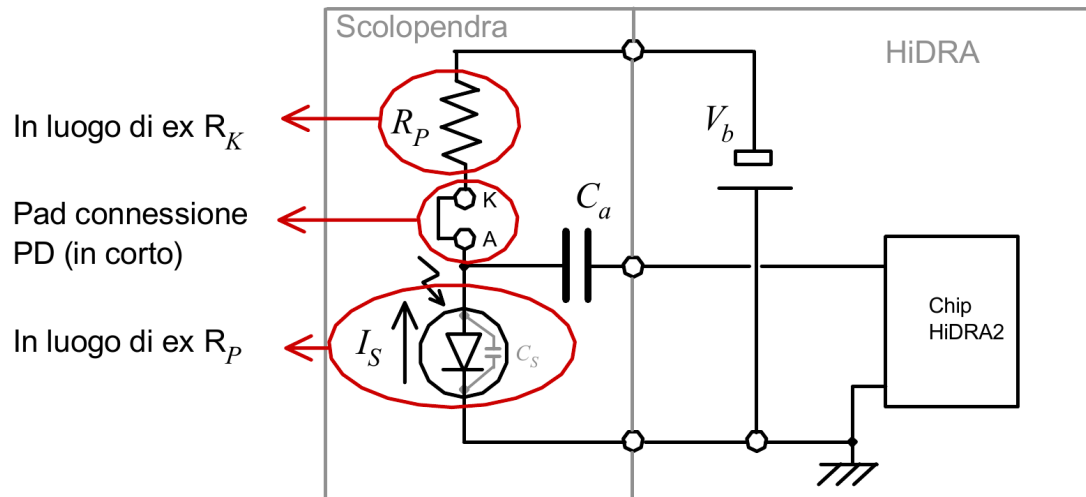 Scolopendra
HiDRA
In luogo di ex R_K
R_P
V_b
Pad connessione
PD (in corto)
K
A
C_a
Chip
HiDRA2
In luogo di ex R_P
I_S
C_S